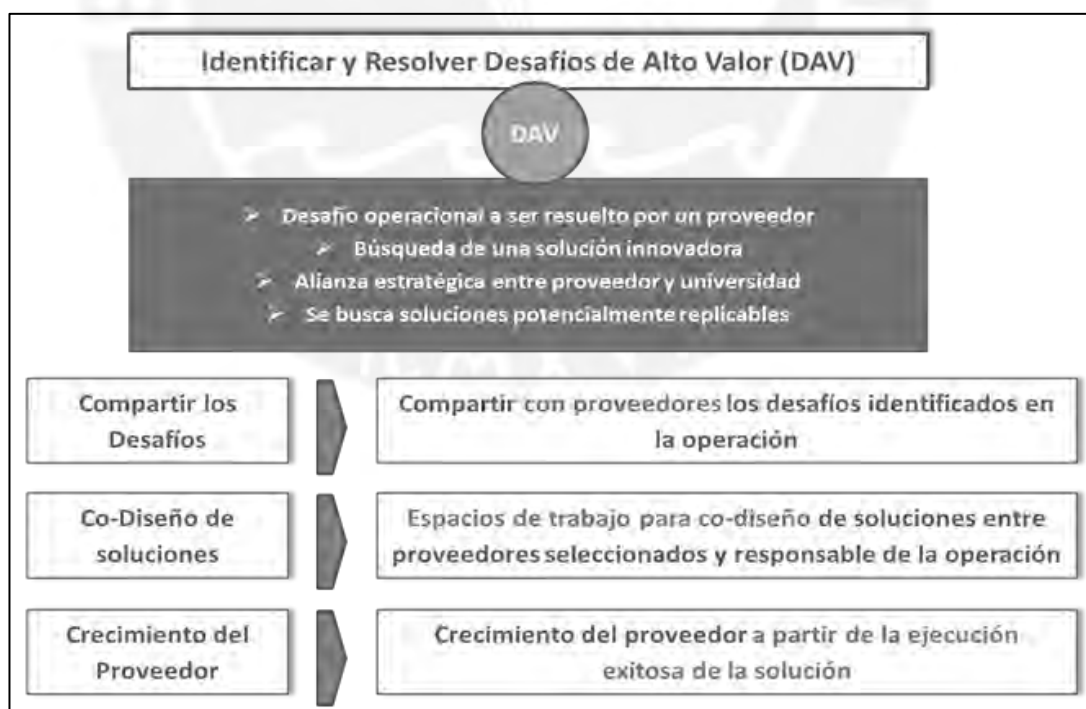 Identificar y Resolver Desafíos de Alto Valor (DAV)
DAV
➢ Desafío operacional a ser resuelto por un proveedor
➢ Búsqueda de una solución innovadora
➢ Alianza estratégica entre proveedor y universidad
➢ Se busca soluciones potencialmente replicables
Compartir los
Desafíos
Compartir con proveedores los desafíos identificados en
la operación
Co-Diseño de
soluciones
Espacios de trabajo para co-diseño de soluciones entre
proveedores seleccionados y responsable de la operación
Crecimiento del
Proveedor
Crecimiento del proveedor a partir de la ejecución
exitosa de la solución